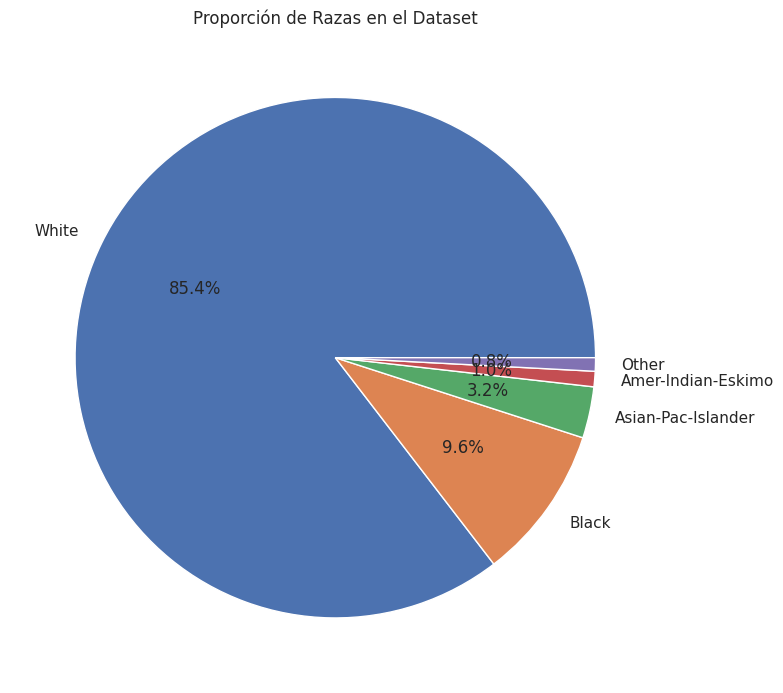 Proporción de Razas en el Dataset
White
85.4%
0.8%
Other
1.0%
Amer-Indian-Eskimo
3.2%
Asian-Pac-Islander
9.6%
Black